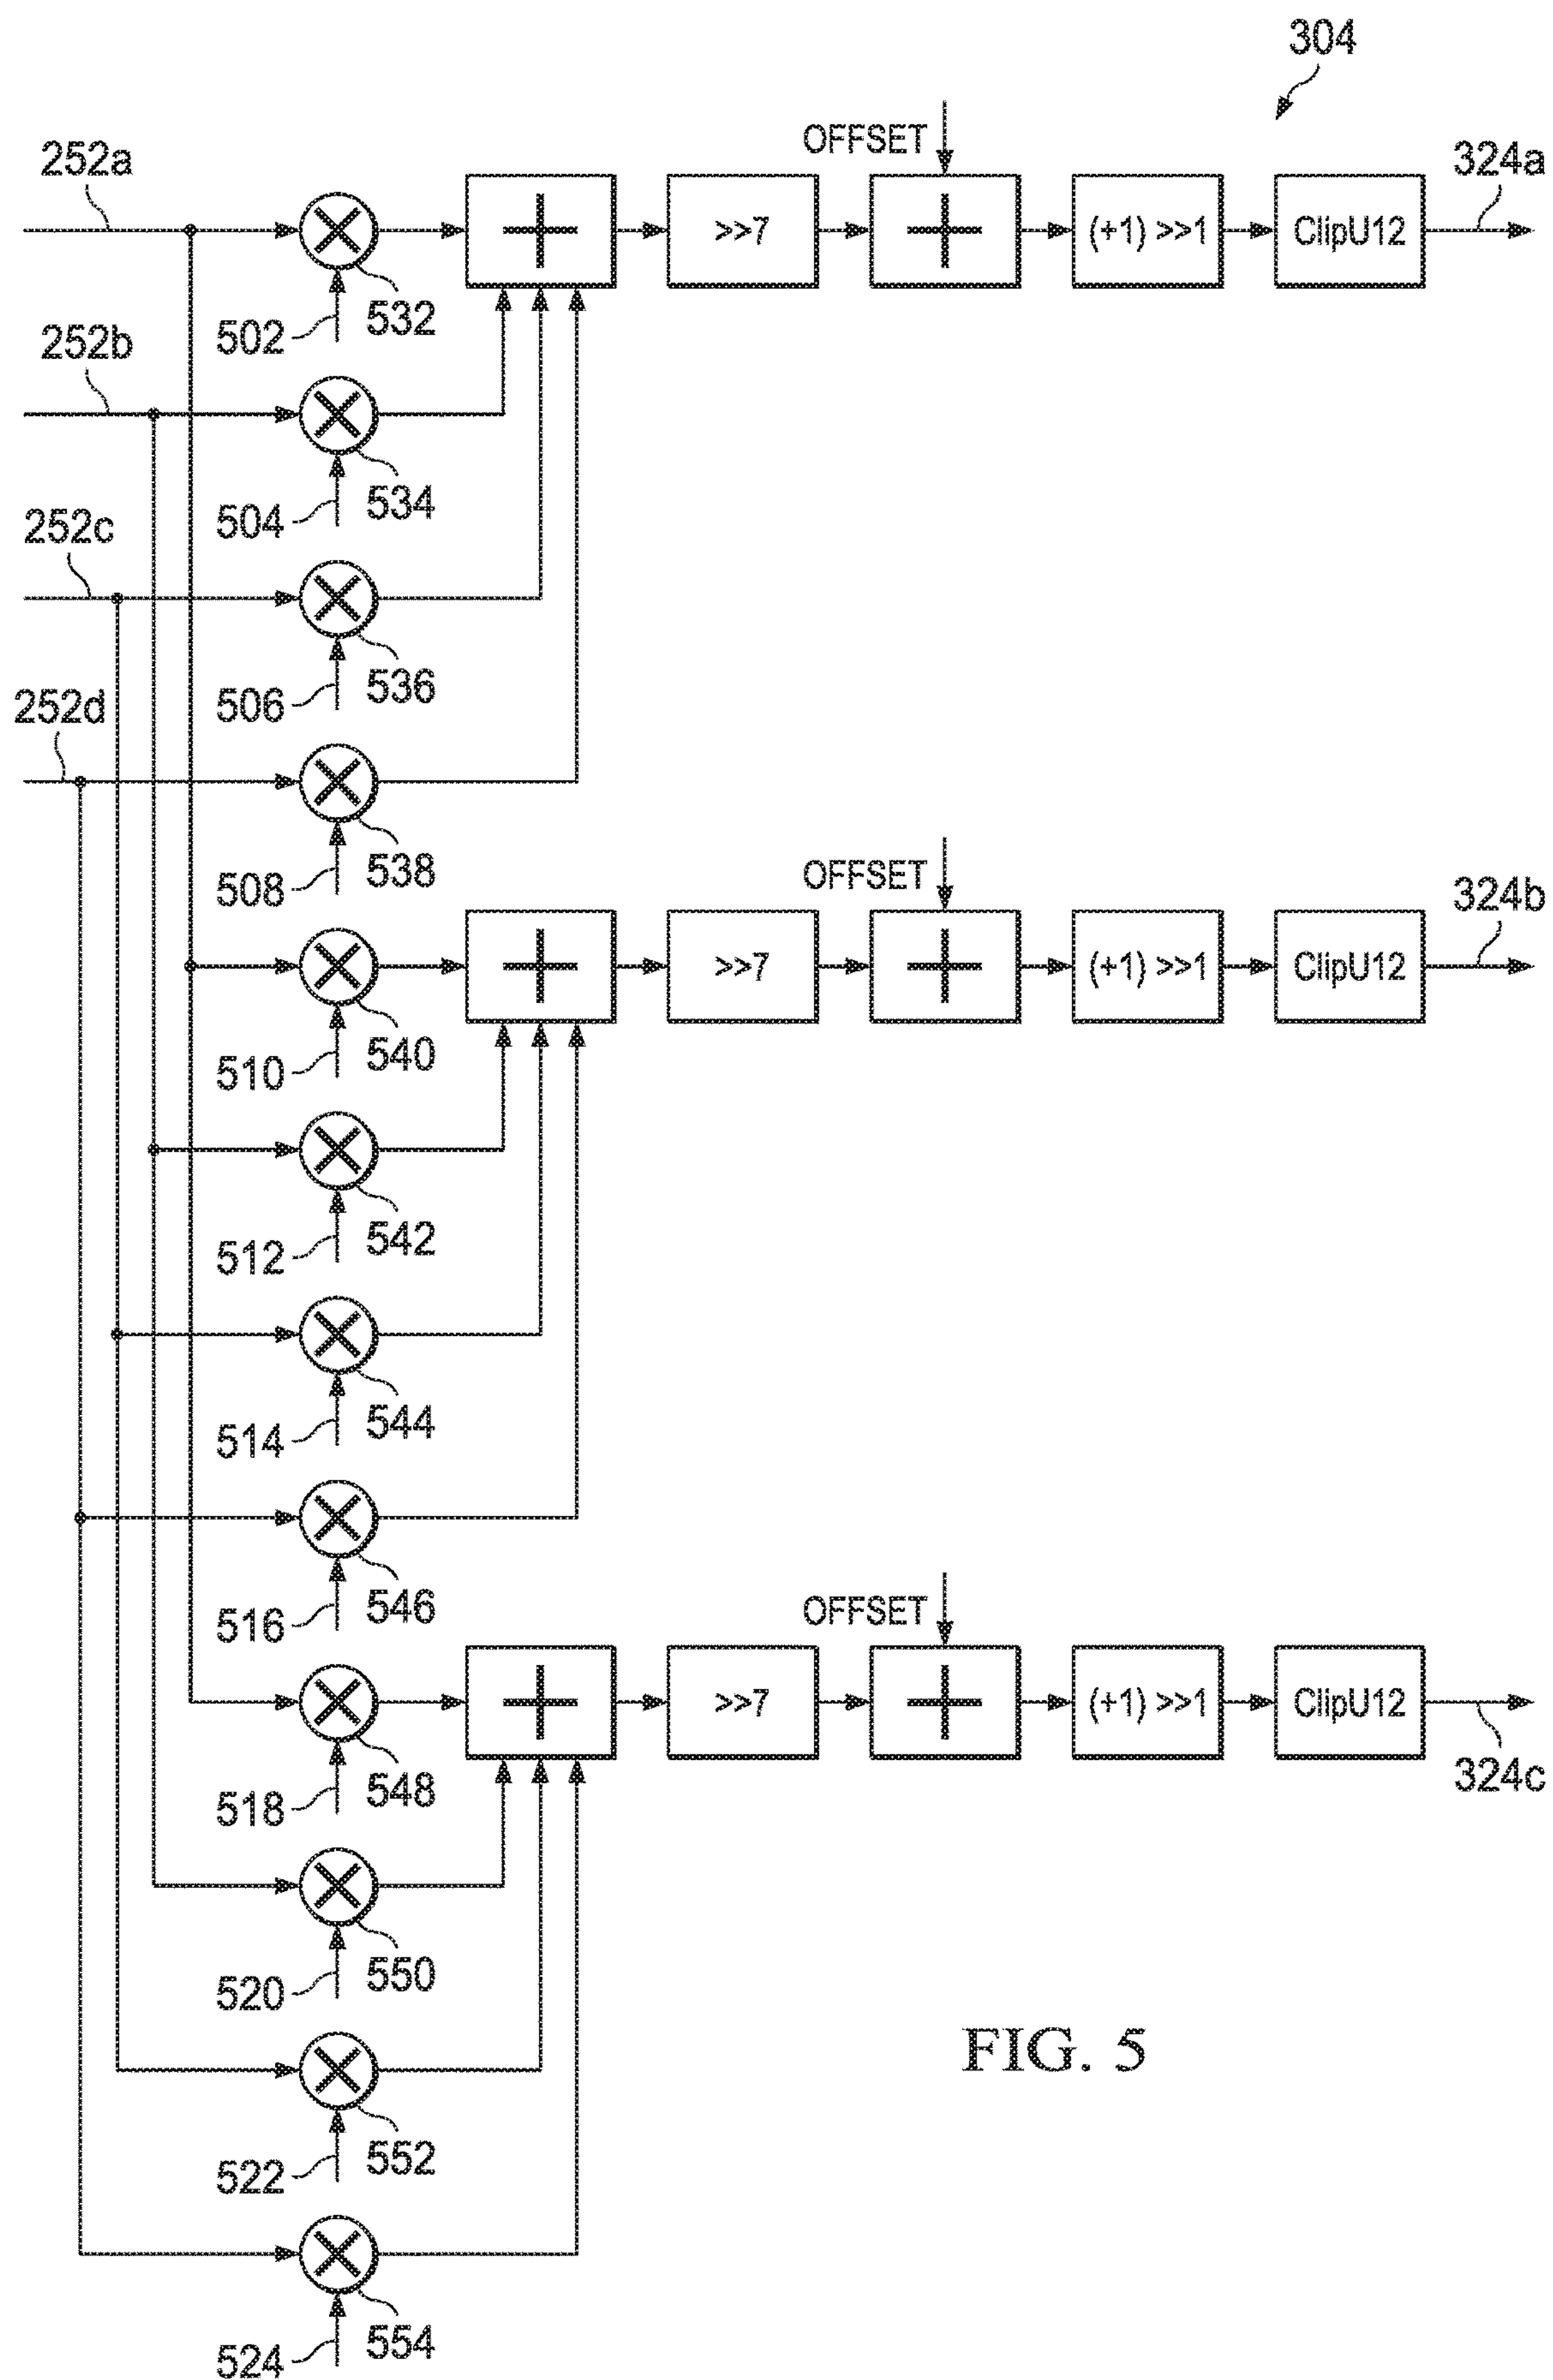 304
252a
OFFSET
324a
>>7
(+1) >>1
ClipU12
502
532
252b
504
534
252c
506
536
252d
508
538
OFFSET
324b
>>7
(+1) >>1
ClipU12
510
540
512
542
514
544
516
546
OFFSET
>>7
(+1) >>1
ClipU12
324c
518
548
520
550
FIG. 5
522
552
524
554